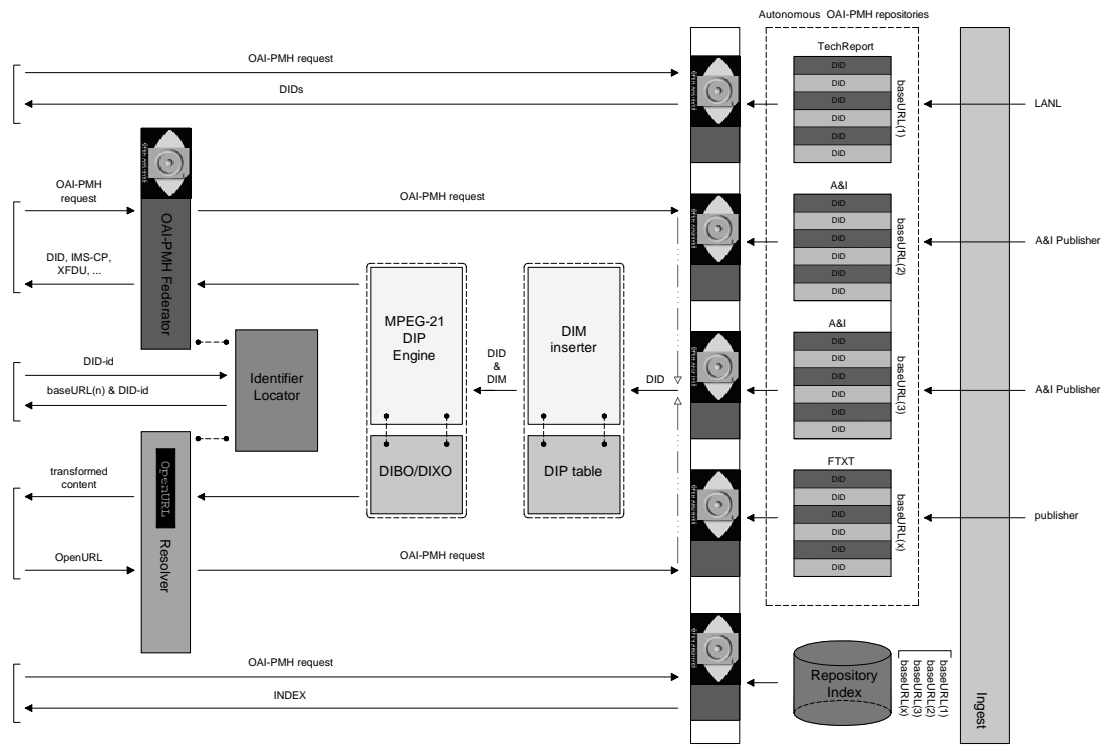 Autonomous OAI-PMH repositories
OAI-PMH request
DIDs
TechReport
DID
DID
DID
DID
DID
DID
baseURL(1)
LANL
OAI-PMH
request
OAI-PMH Federator
OAI-PMH request
A&I
DID
DID
DID
DID
DID
DID
baseURL(2)
A&I Publisher
DID, IMS-CP,
XFDU, ...
MPEG-21
DIP
Engine
DIM
inserter
DID
&
DIM
DID
A&I
DID
DID
DID
DID
DID
DID
baseURL(3)
A&I Publisher
DID-id
baseURL(n) & DID-id
Identifier
Locator
DIBO/DIXO
DIP table
transformed
content
OpenURL
Resolver
OpenURL
OAI-PMH request
FTXT
DID
DID
DID
DID
DID
DID
baseURL(x)
publisher
OAI-PMH request
INDEX
Repository
Index
baseURL(1)
baseURL(2)
baseURL(3)
baseURL(x)
Ingest